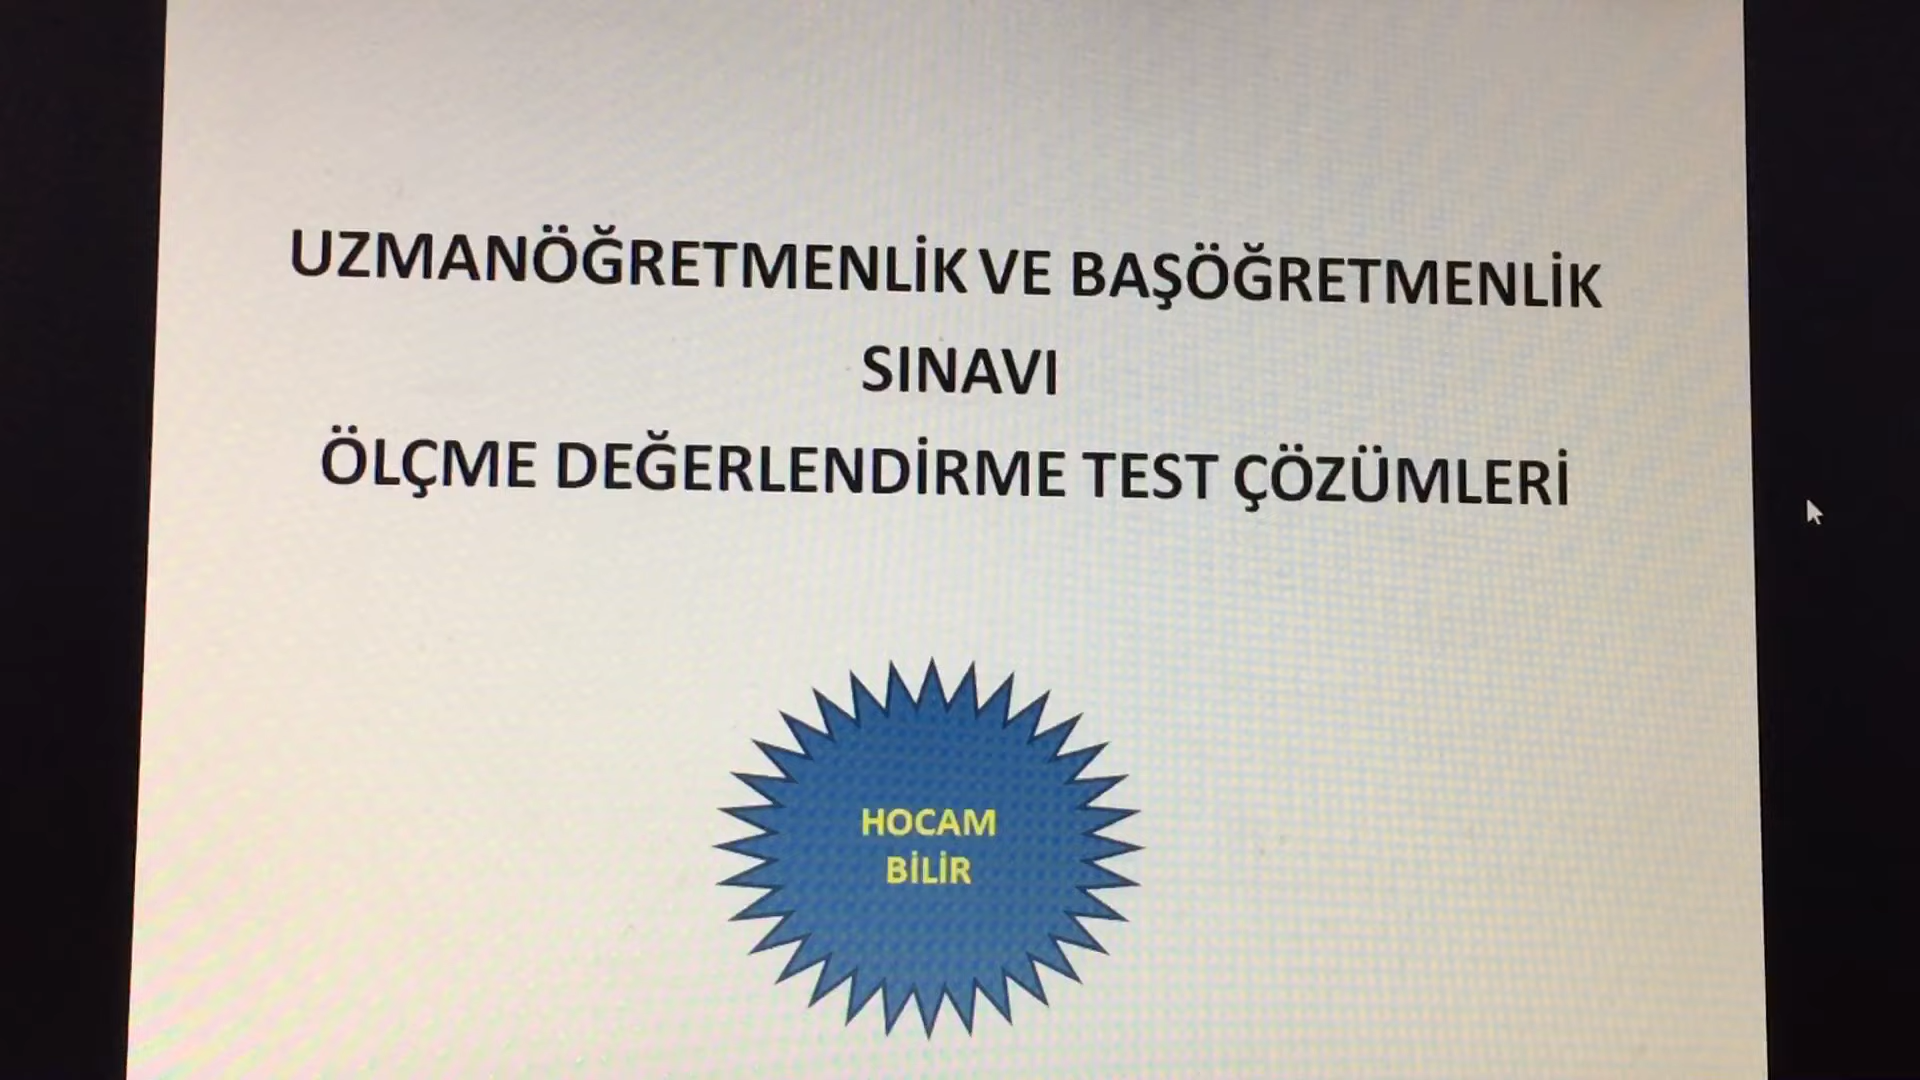 UZMANÖĞRETMENLİK VE BAŞÖĞRETMENLİK
SINAVI
ÖLÇME DEĞERLENDİRME TEST ÇÖZÜMLERİ
HOCAM
BİLİR